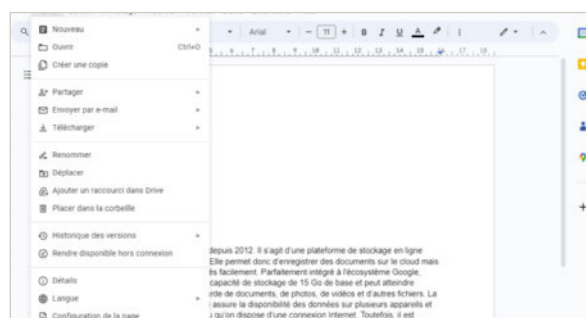 Nouveau
Arial
11
B I U A
Ouvrir
Ctrl+O
Créer une copie
Partager
Envoyer par e-mail
Télécharger
Renommer
Déplacer
Ajouter un raccourci dans Drive
Placer dans la corbeille
Historique des versions
Rendre disponible hors connexion
Détails
Langue
Configuration de la page
depuis 2012. Il s'agit d'une plateforme de stockage en ligne
Elle permet donc d'enregistrer des documents sur le cloud mais
facilement. Parfaitement intégré à l'écosystème Google,
capacité de stockage de 15 Go de base et peut atteindre
de documents, de photos, de vidéos et d'autres fichiers. La
assure la disponibilité des données sur plusieurs appareils et
qu'on dispose d'une connexion Internet. Toutefois, il est